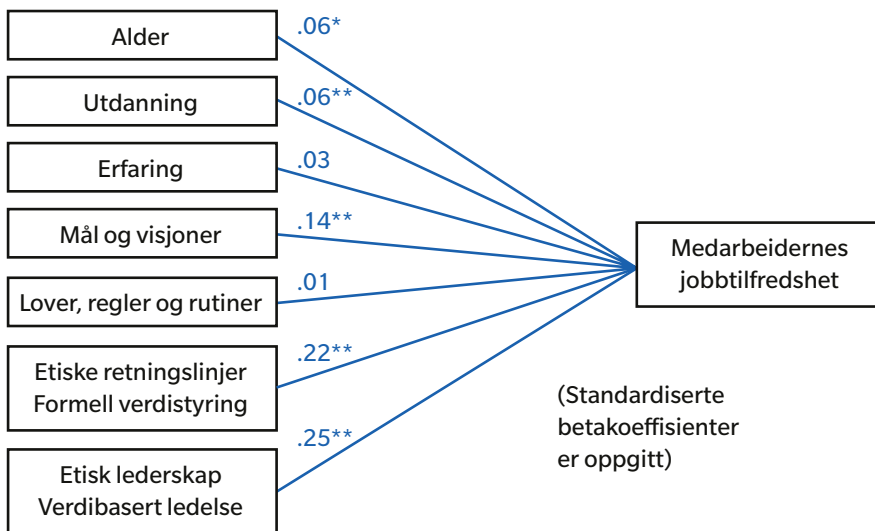 Alder
.06*
Utdanning
.06**
Erfaring
.03
Mål og visjoner
.14**
Lover, regler og rutiner
.01
Etiske retningslinjer
Formell verdistyring
.22**
Etisk lederskap
Verdibasert ledelse
.25**
Medarbeidernes
jobbtilfredshet
(Standardiserte
betakoeffisienter
er oppgitt)